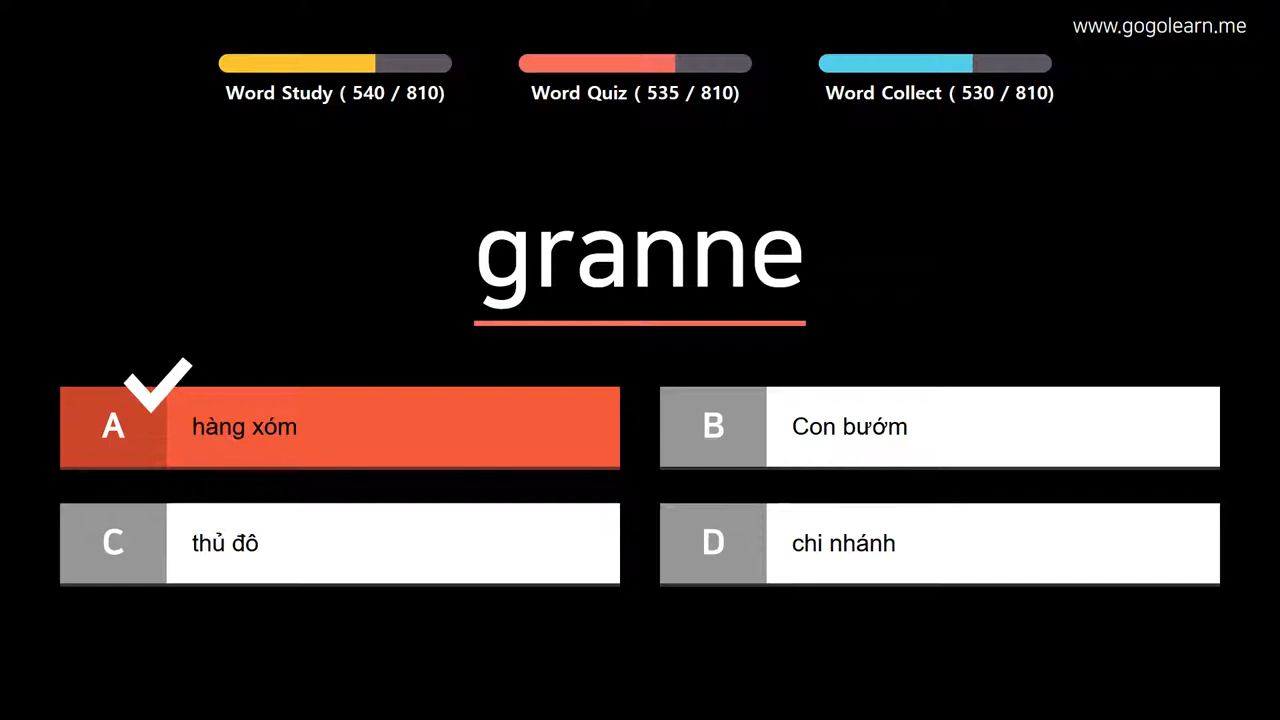 www.gogolearn.me
Word Study ( 540 / 810)
Word Quiz ( 535 / 810)
Word Collect ( 530 / 810)
granne
A hàng xóm
B Con bướm
C thủ đô
D chi nhánh